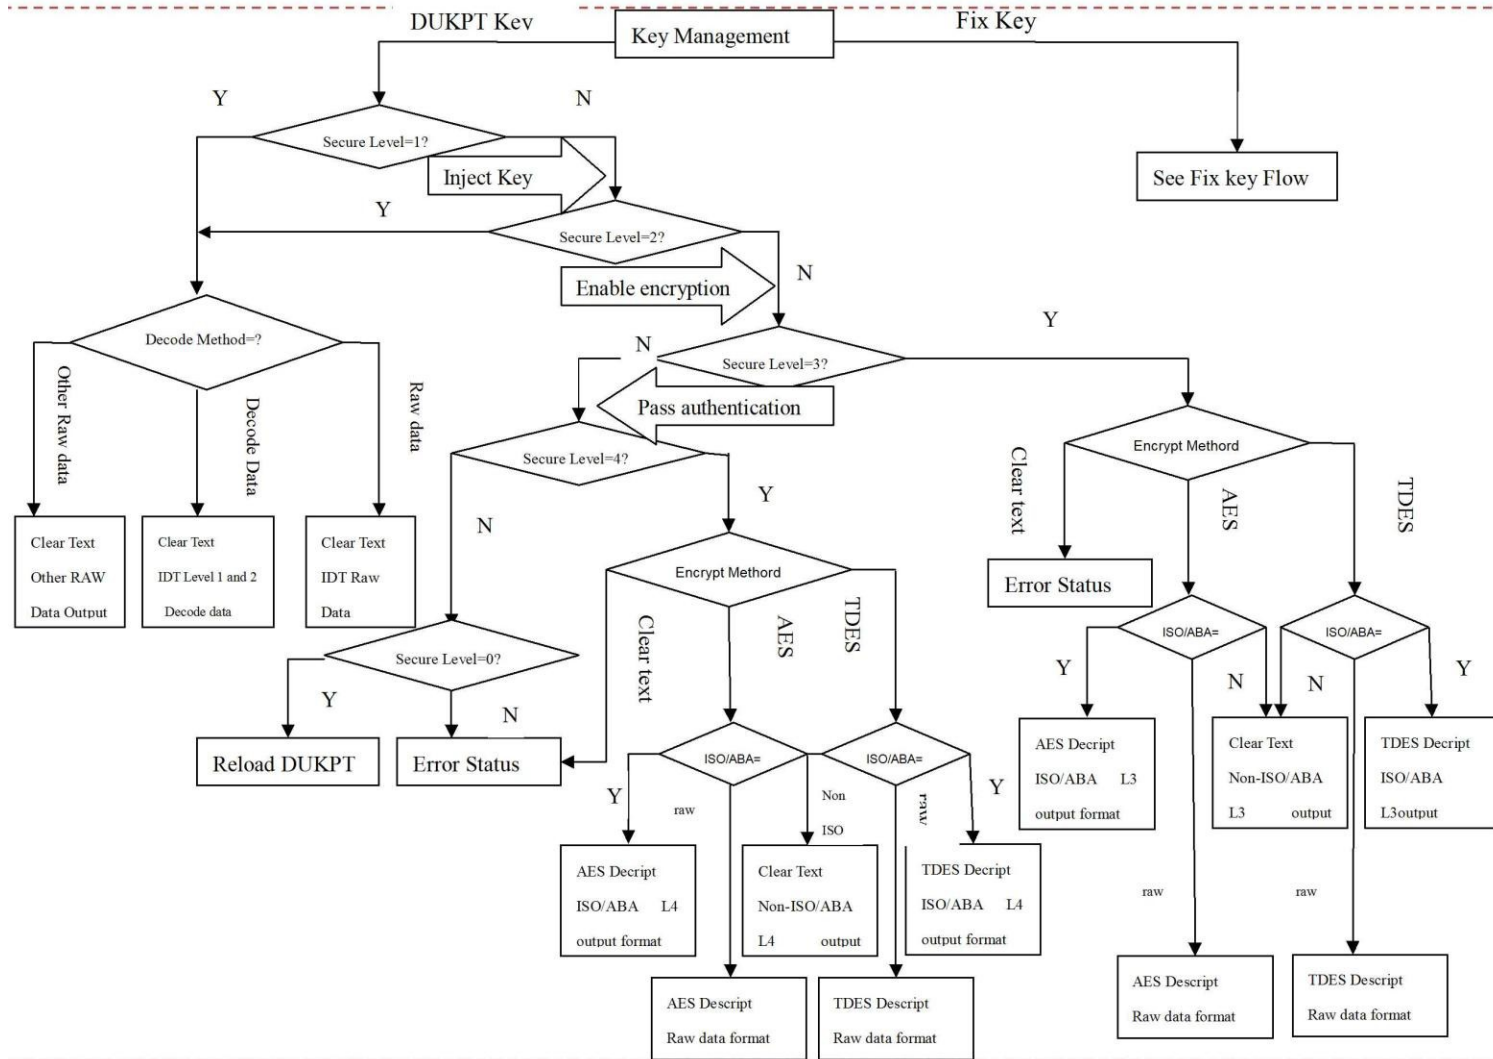 DUKPT Key
Key Management
Fix Key
Y
N
Secure Level=1?
Inject Key
See Fix key Flow
Y
Secure Level=2?
N
Enable encryption
Y
Decode Method=?
N
Secure Level=3?
Other Raw data
Decode Data
Raw data
Pass authentication
Clear text
Encrypt Methord
AES
TDES
Secure Level=4?
Y
N
Clear Text
Other RAW
Data Output
Clear Text
IDT Level 1 and 2
Decode data
Clear Text
IDT Raw
Data
Encrypt Methord
Error Status
Clear text
AES
TDES
ISO/ABA=
ISO/ABA=
Secure Level=0?
Y
N
Y
N
N
Y
Reload DUKPT
Error Status
ISO/ABA=
ISO/ABA=
AES Decript
ISO/ABA L3
output format
Clear Text
Non-ISO/ABA
L3 output
TDES Decript
ISO/ABA
L3output
Y
raw
Non
ISO
raw
Y
AES Decript
ISO/ABA L4
output format
Clear Text
Non-ISO/ABA
L4 output
TDES Decript
ISO/ABA L4
output format
raw
raw
AES Descript
Raw data format
TDES Descript
Raw data format
AES Descript
Raw data format
TDES Descript
Raw data format